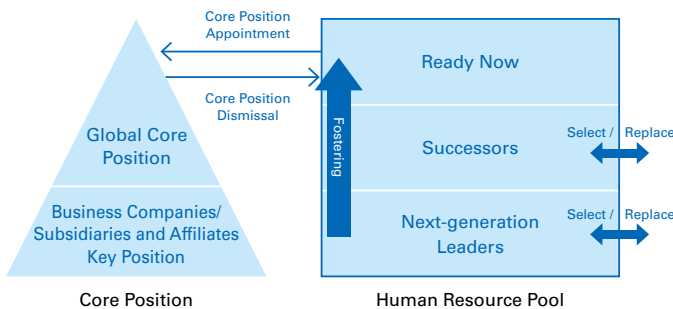 Core Position
Appointment
Core Position
Dismissal
Global Core
Position
Business Companies/
Subsidiaries and Affiliates
Key Position
Core Position
Fostering
Ready Now
Successors
Select / Replace
Next-generation
Leaders
Select / Replace
Human Resource Pool